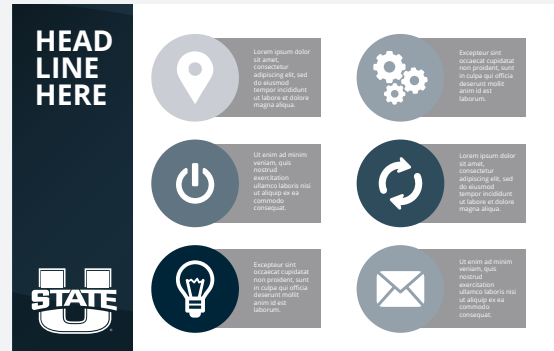 HEAD
LINE
HERE
Lorem ipsum dolor
sit amet,
consectetur
adipiscing elit, sed
do eiusmod
tempor incididunt
ut labore et dolore
magna aliqua.
Excepteur sint
occaecat cupidatat
non proident, sunt
in culpa qui officia
deserunt mollit
anim id est
laborum.
Ut enim ad minim
veniam, quis
nostrud
exercitation
ullamco laboris nisi
ut aliquip ex ea
commodo
consequat.
Lorem ipsum dolor
sit amet,
consectetur
adipiscing elit, sed
do eiusmod
tempor incididunt
ut labore et dolore
magna aliqua.
Excepteur sint
occaecat cupidatat
non proident, sunt
in culpa qui officia
deserunt mollit
anim id est
laborum.
Ut enim ad minim
veniam, quis
nostrud
exercitation
ullamco laboris nisi
ut aliquip ex ea
commodo
consequat.
U
STATE